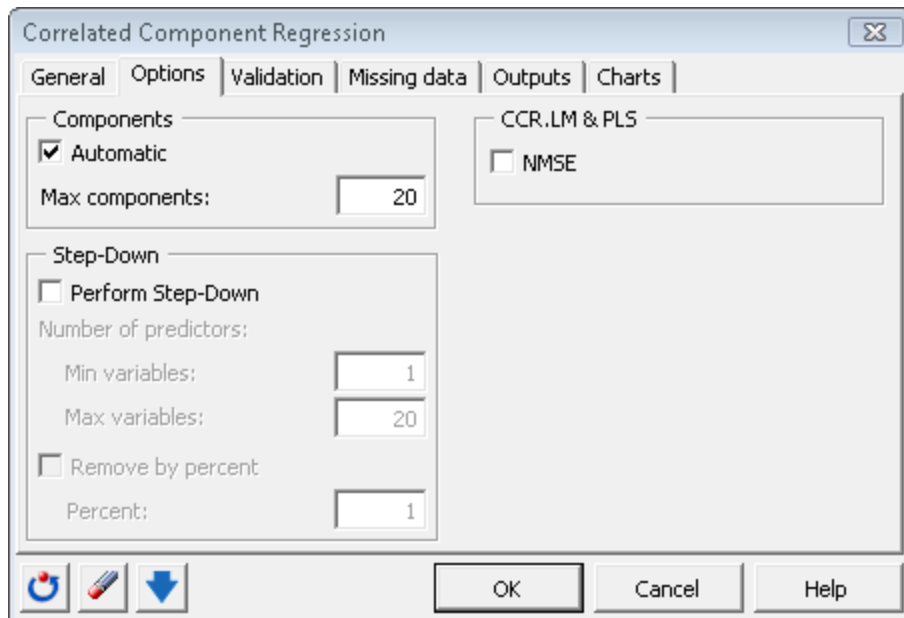 Correlated Component Regression
General Options Validation Missing data Outputs Charts
Components
Automatic
Max components: 20
Step-Down
Perform Step-Down
Number of predictors:
Min variables: 1
Max variables: 20
Remove by percent
Percent: 1
CCR.LM & PLS
NMSE
OK Cancel Help